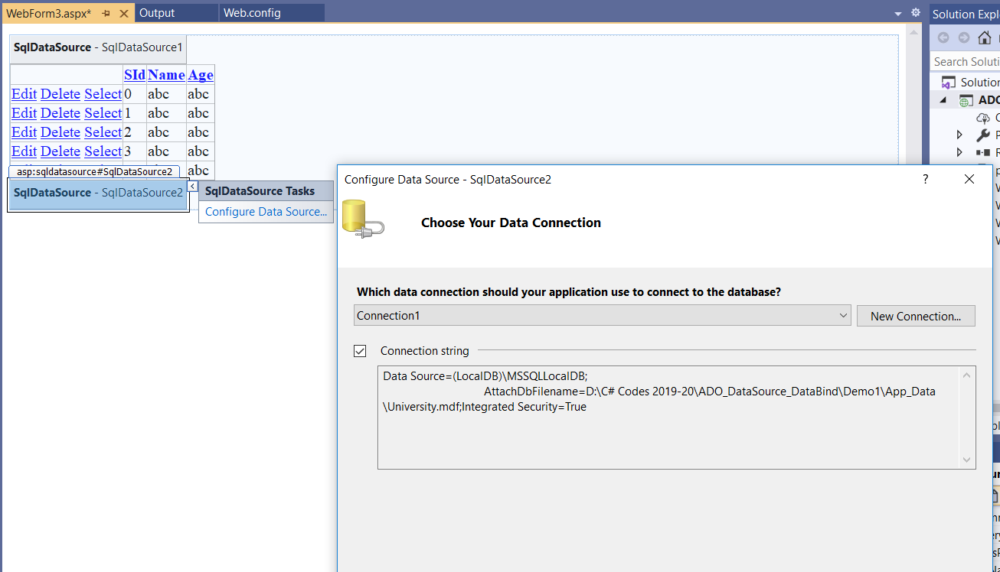 WebForm3.aspx*
Output
Web.config
Solution Expl
Search Soluti
Solution
ADO
SqlDataSource - SqlDataSource1
SId Name Age
Edit Delete Select 0 abc abc
Edit Delete Select 1 abc abc
Edit Delete Select 2 abc abc
Edit Delete Select 3 abc abc
abc
asp:sqldatasource#SqlDataSource2
SqlDataSource - SqlDataSource2
SqlDataSource Tasks
Configure Data Source...
Configure Data Source - SqlDataSource2
?
Choose Your Data Connection
Which data connection should your application use to connect to the database?
Connection1
New Connection...
Connection string
Data Source=(LocalDB)\MSSQLLocalDB;
AttachDbFilename=D:\C# Codes 2019-20\ADO_DataSource_DataBind\Demo1\App_Data
\University.mdf;Integrated Security=True